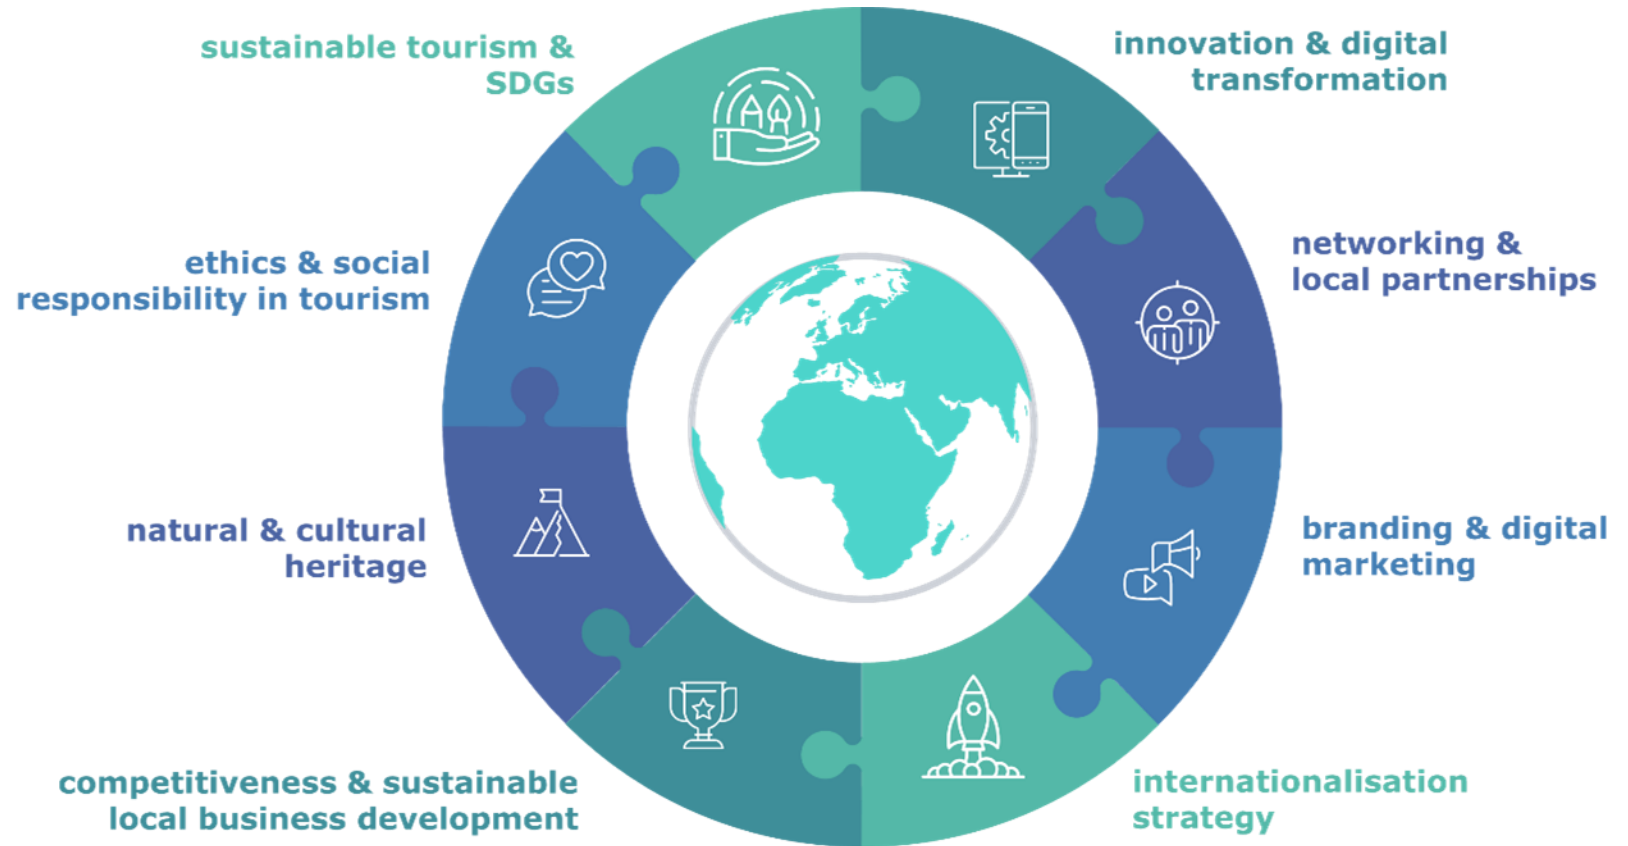 sustainable tourism &
SDGs
innovation & digital
transformation
ethics & social
responsibility in tourism
networking &
local partnerships
natural & cultural
heritage
branding & digital
marketing
competitiveness & sustainable
local business development
internationalisation
strategy